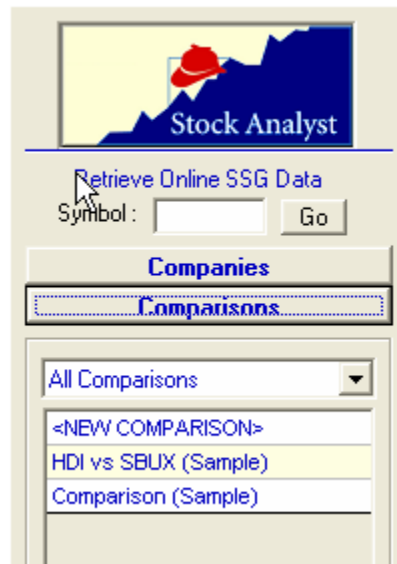 Stock Analyst
Retrieve Online SSG Data
Symbol :
Go
Companies
Comparisons
All Comparisons
<NEW COMPARISON>
HDI vs SBUX (Sample)
Comparison (Sample)